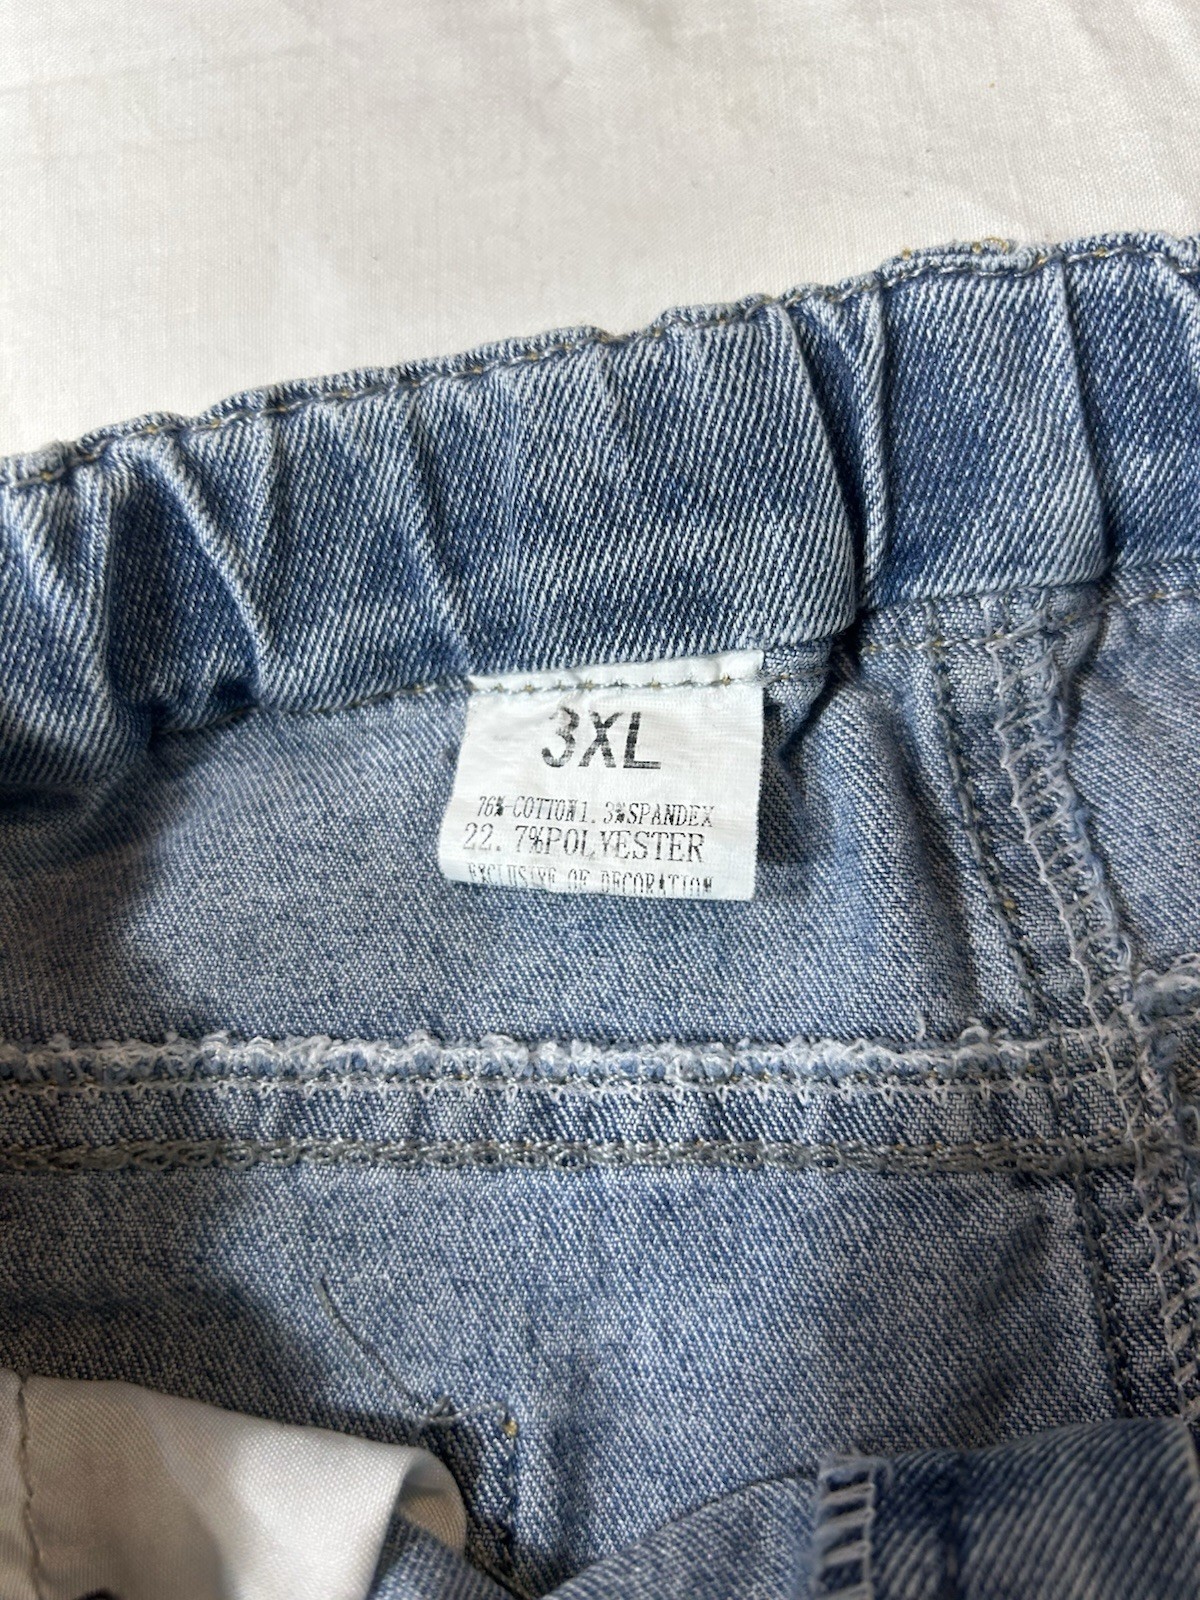 3XL
76% COTTON1.3%SPANDEX
22.7%POLYESTER
EXCLUSIVE OF DECORATION